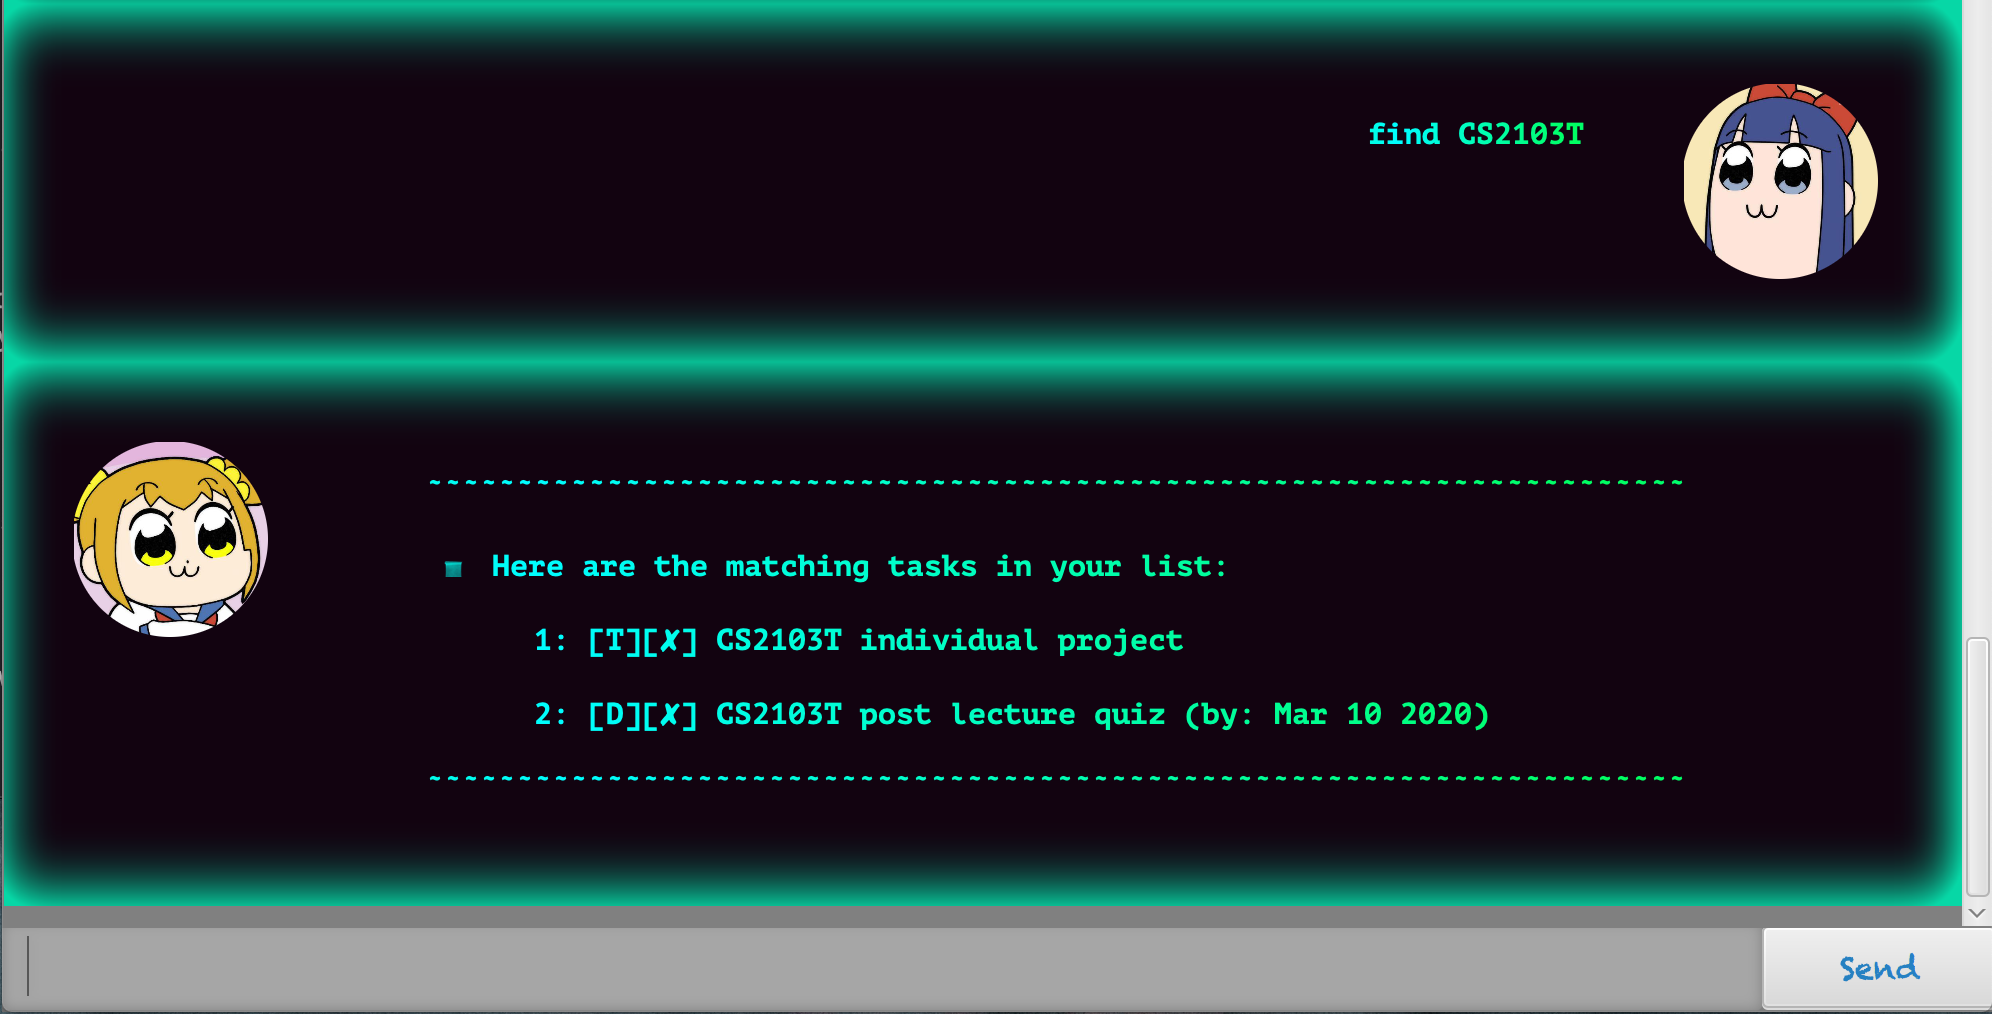 find CS2103T
~~~~~~~~~~~~~~~~~~~~~~~~~~~~~~~~~~~~~~~~~~~~~~~~~~~~~~~~~~~~~~~~~~~~~~
Here are the matching tasks in your list:
1: [T][✗] CS2103T individual project
2: [D][✗] CS2103T post lecture quiz (by: Mar 10 2020)
~~~~~~~~~~~~~~~~~~~~~~~~~~~~~~~~~~~~~~~~~~~~~~~~~~~~~~~~~~~~~~~~~~~~~~
Send